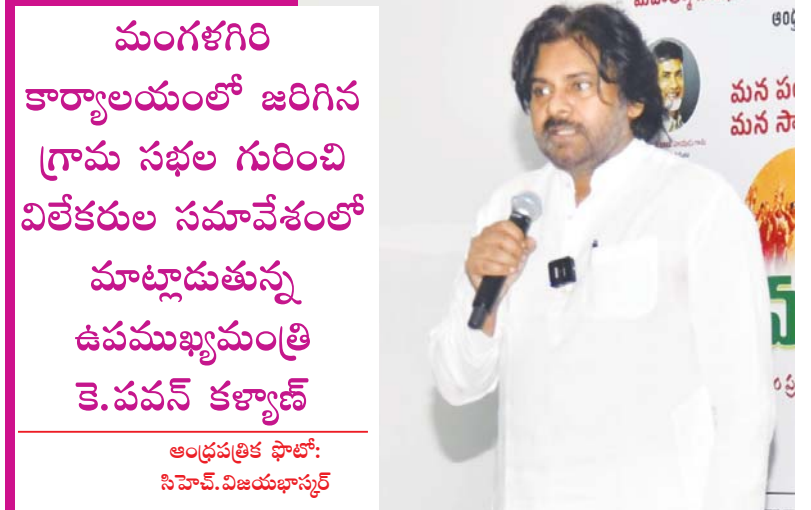 మంగళగిరి
కార్యాలయంలో జరిగిన
గ్రామ సభల గురించి
విలేకరుల సమావేశంలో
మాట్లాడుతున్న
ఉపముఖ్యమంత్రి
కె.పవన్ కళ్యాణ్
ఆంధ్రపత్రిక ఫొటో:
సిహెచ్.విజయభాస్కర్
మన
మన